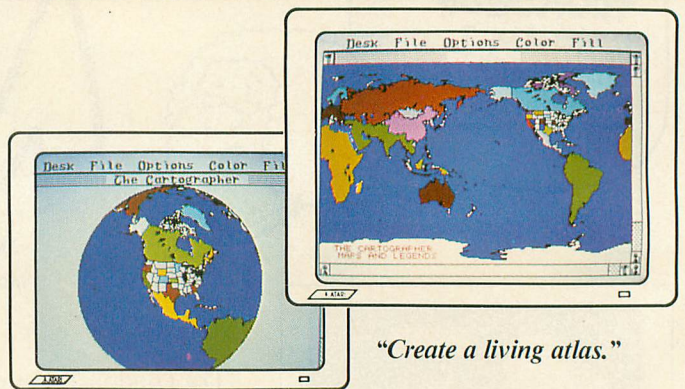 Desk File Options Color Fill
THE CARTOGRAPHER
MAPS AND LEGENDS
ATARI
Desk File Options Color Fil
The Cartographer
ATARI
"Create a living atlas."